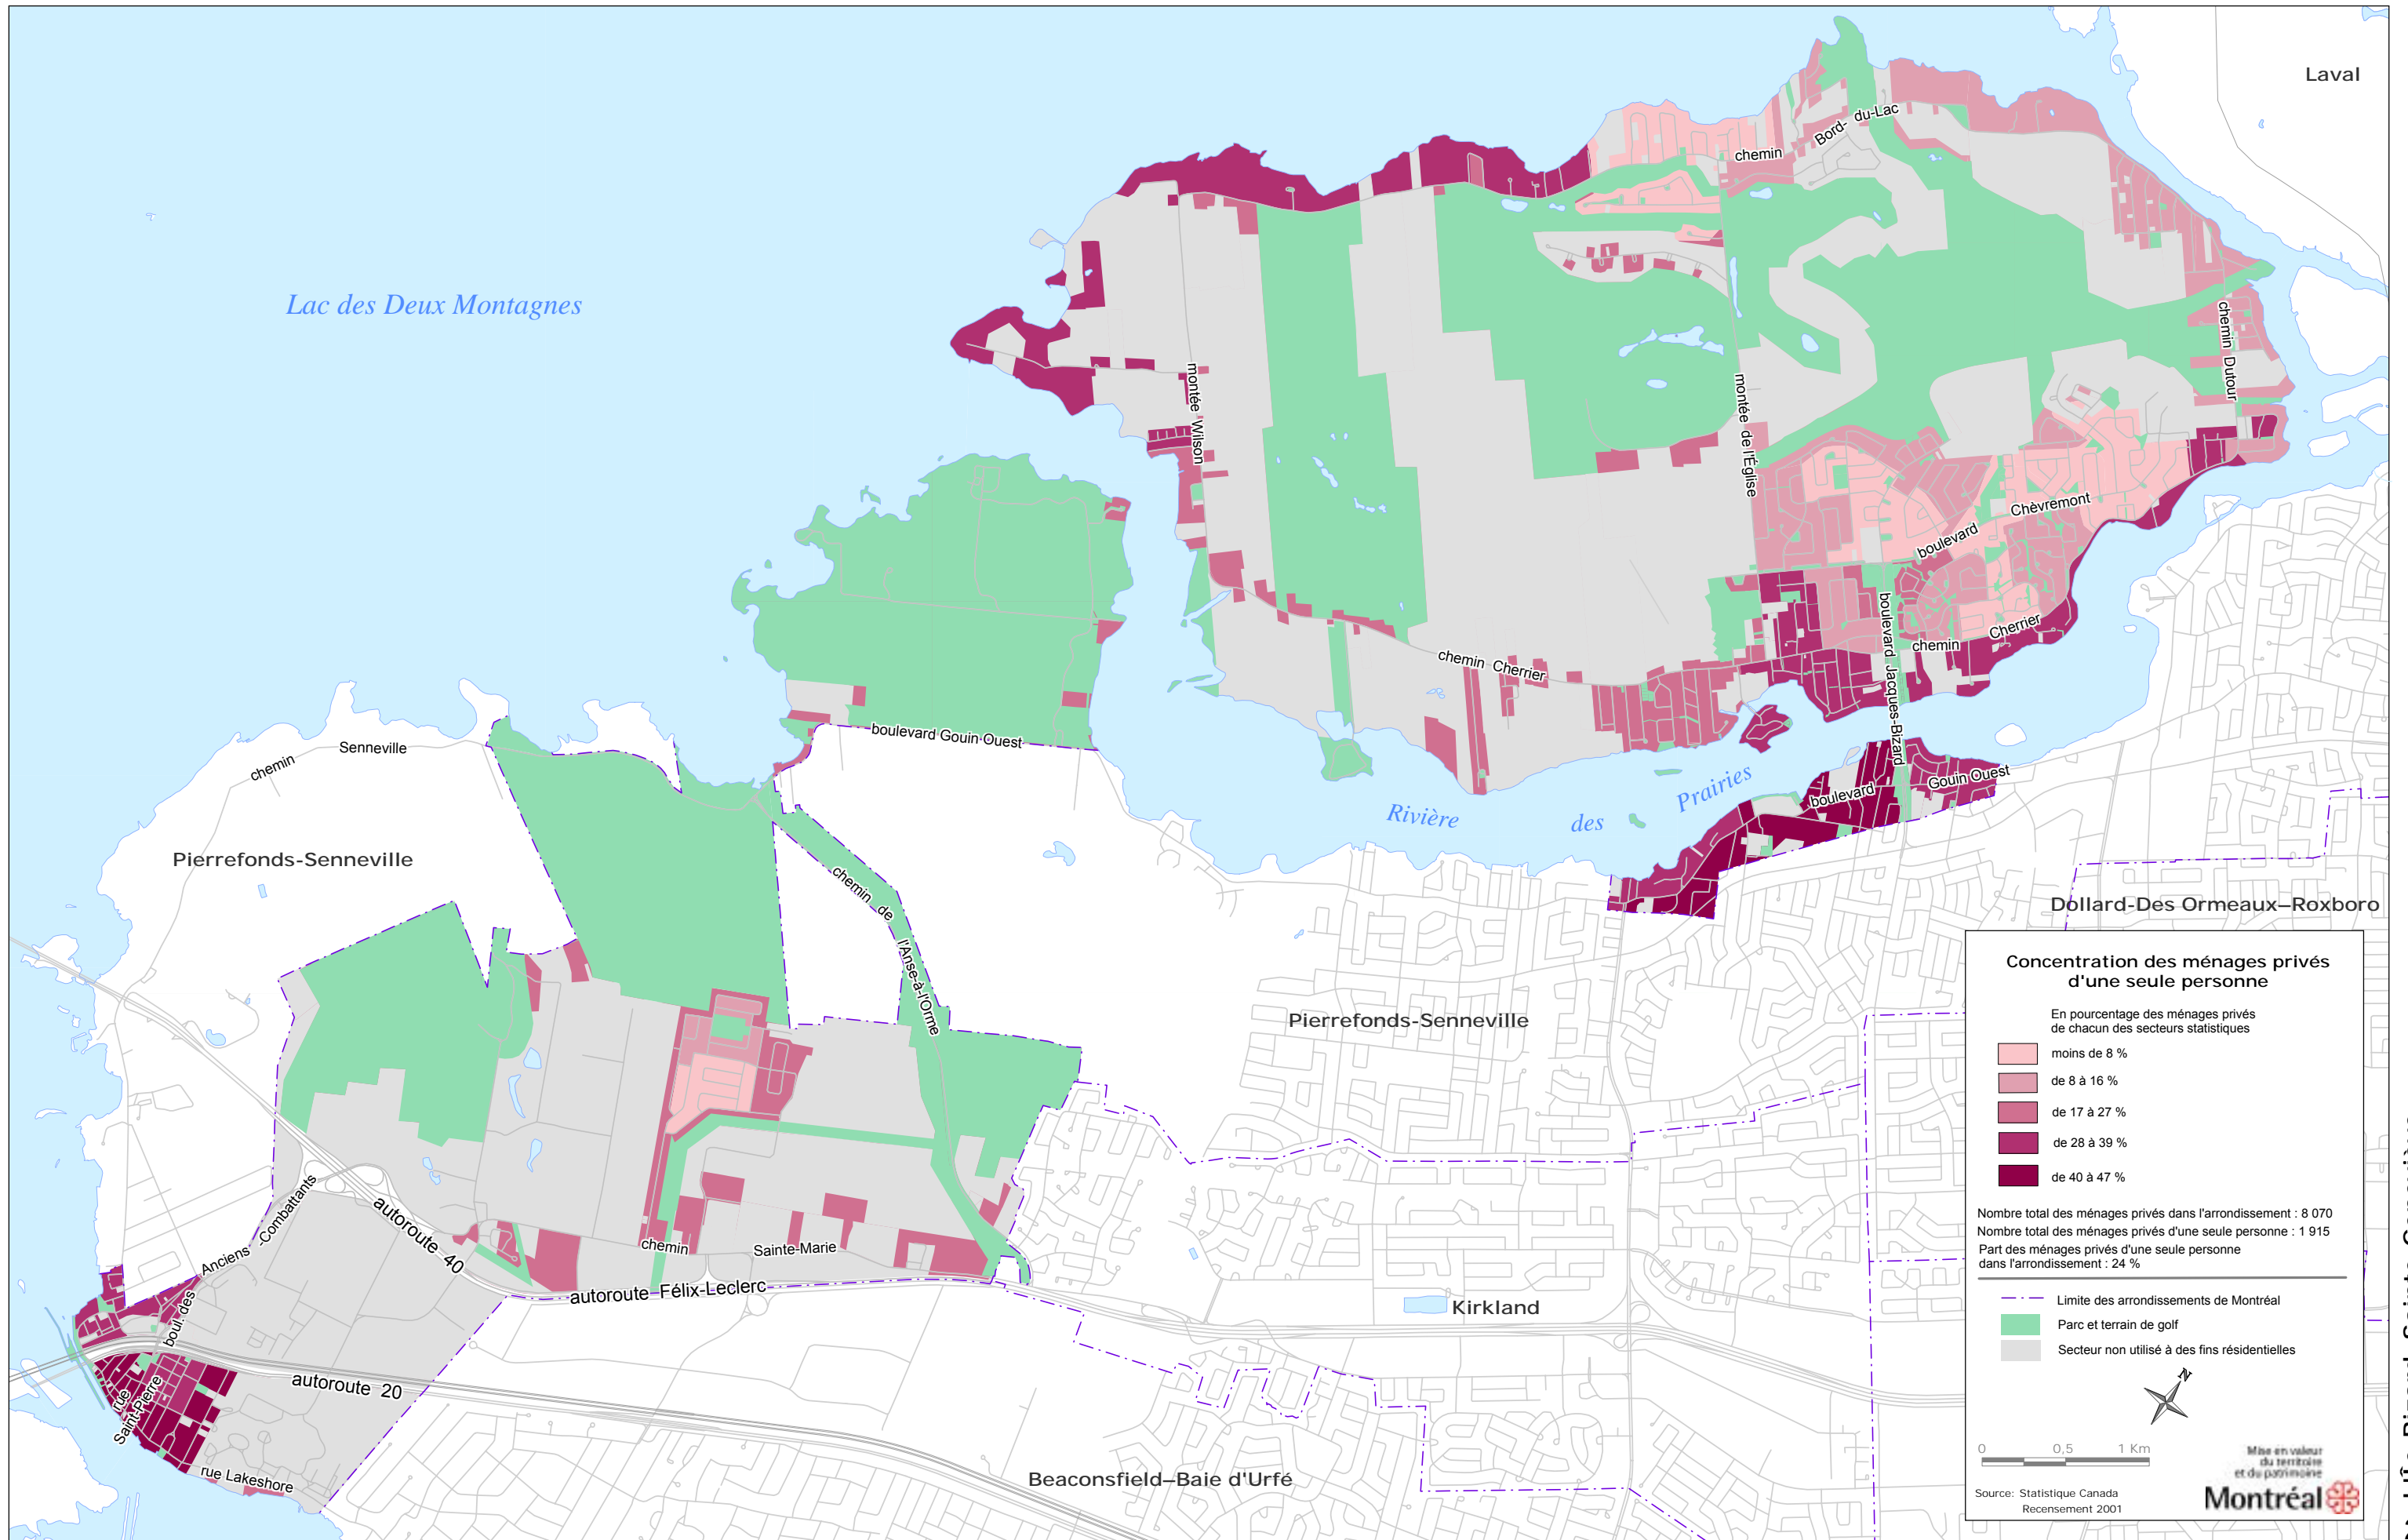 Laval
Bord- du-Lac
chemin
Lac des Deux Montagnes
chemin Dutour
montée Wilson
montée de l'Église
Chèvremont
boulevard
Cherrier
chemin
chemin Cherrier
boulevard Jacques-Bizard
boulevard Gouin Ouest
Senneville
chemin
Gouin Ouest
boulevard
Prairies
Rivière
des
Pierrefonds-Senneville
chemin de
l'Anse-à-l'Orme
Dollard-Des Ormeaux–Roxboro
Pierrefonds-Senneville
Anciens -Combattants
boul. des
autoroute 40
chemin Sainte-Marie
autoroute Félix-Leclerc
Kirkland
autoroute 20
rue
Saint-Pierre
rue Lakeshore
Beaconsfield–Baie d'Urfé
Concentration des ménages privés
d'une seule personne
En pourcentage des ménages privés
de chacun des secteurs statistiques
moins de 8 %
de 8 à 16 %
de 17 à 27 %
de 28 à 39 %
de 40 à 47 %
Nombre total des ménages privés dans l'arrondissement : 8 070
Nombre total des ménages privés d'une seule personne : 1 915
Part des ménages privés d'une seule personne
dans l'arrondissement : 24 %
Limite des arrondissements de Montréal
Parc et terrain de golf
Secteur non utilisé à des fins résidentielles
N
0 0,5 1 Km
Mise en valeur
du territoire
et du patrimoine
Montréal
Source: Statistique Canada
Recensement 2001